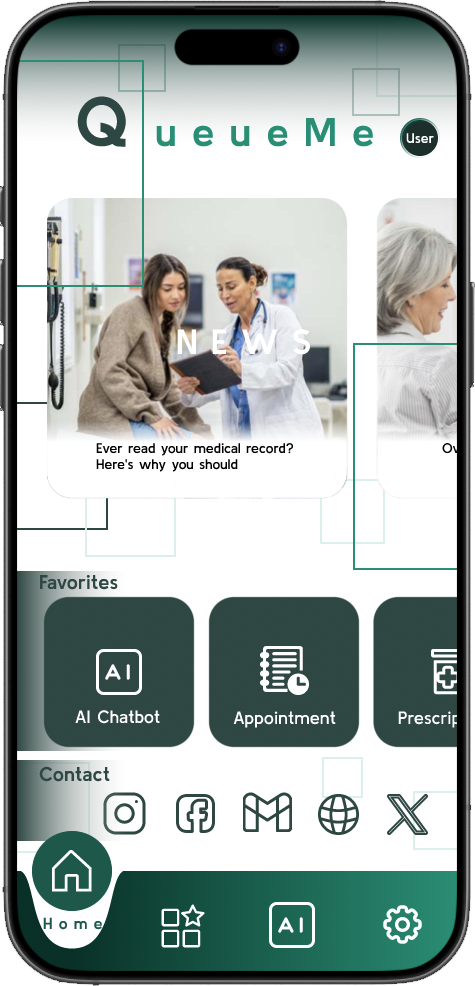 QueueMe
User
NEWS
Ever read your medical record?
Here's why you should
Ov
Favorites
AI
AI Chatbot
Appointment
Prescrip
Contact
Home
AI